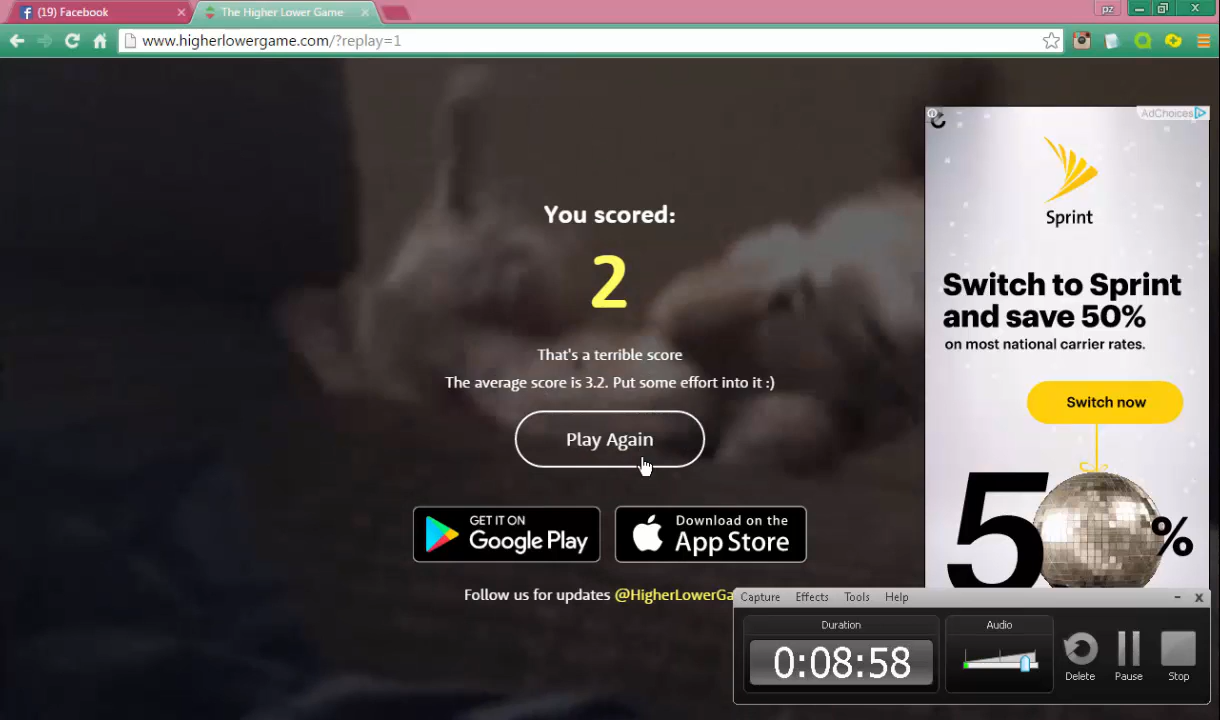 (19) Facebook
The Higher Lower Game
pz
www.higherlowergame.com/?replay=1
AdChoices
Sprint
Switch to Sprint
and save 50%
on most national carrier rates.
Switch now
50%
You scored:
2
That's a terrible score
The average score is 3.2. Put some effort into it :)
Play Again
GET IT ON
Google Play
Download on the
App Store
Follow us for updates @HigherLowerGa
Capture Effects Tools Help
Duration
0:08:58
Audio
Delete Pause Stop